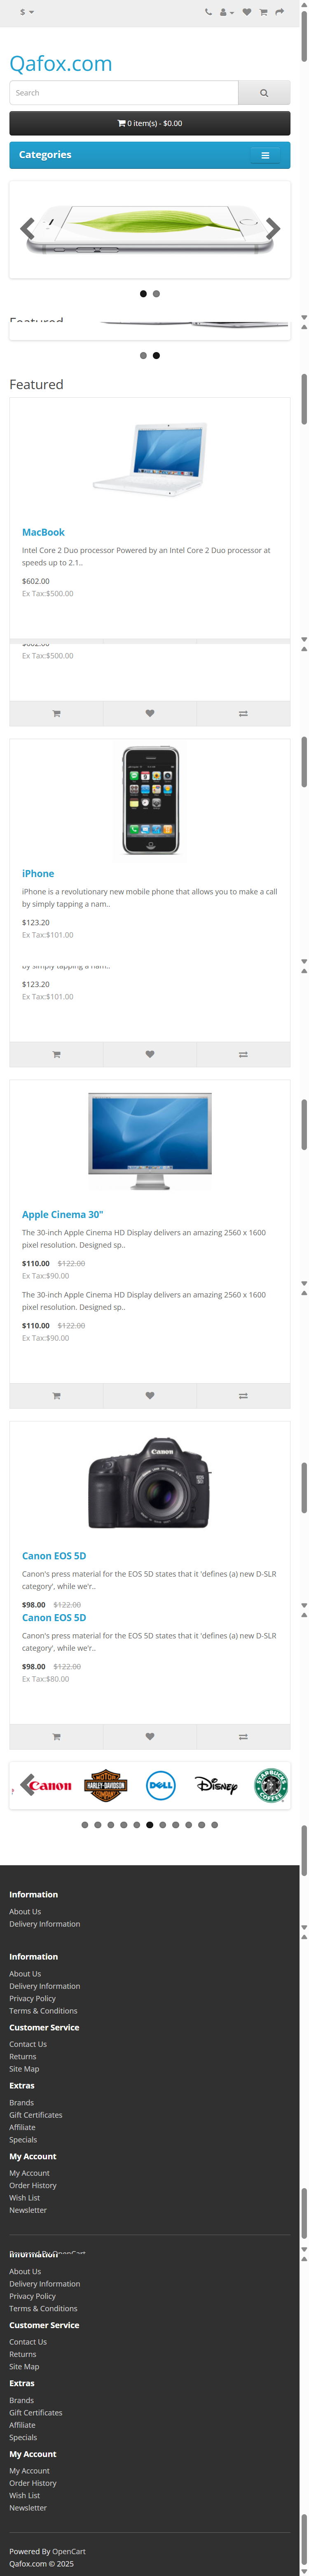 $
Qafox.com
Search
0 item(s) - $0.00
Categories
Featured
Featured
MacBook
Intel Core 2 Duo processor Powered by an Intel Core 2 Duo processor at
speeds up to 2.1..
$602.00
Ex Tax:$500.00
$602.00
Ex Tax:$500.00
iPhone
iPhone is a revolutionary new mobile phone that allows you to make a call
by simply tapping a nam..
$123.20
Ex Tax:$101.00
by simply tapping a nam..
$123.20
Ex Tax:$101.00
Apple Cinema 30"
The 30-inch Apple Cinema HD Display delivers an amazing 2560 x 1600
pixel resolution. Designed sp..
$110.00 $122.00
Ex Tax:$90.00
The 30-inch Apple Cinema HD Display delivers an amazing 2560 x 1600
pixel resolution. Designed sp..
$110.00 $122.00
Ex Tax:$90.00
Canon
Canon EOS 5D
Canon's press material for the EOS 5D states that it 'defines (a) new D-SLR
category', while we'r..
$98.00 $122.00
Canon EOS 5D
Canon's press material for the EOS 5D states that it 'defines (a) new D-SLR
category', while we'r..
$98.00 $122.00
Ex Tax:$80.00
Canon
MOTOR
HARLEY-DAVIDSON
COMPANY
DELL
Disney
STARBUCKS
COFFEE
Information
About Us
Delivery Information
Information
About Us
Delivery Information
Privacy Policy
Terms & Conditions
Customer Service
Contact Us
Returns
Site Map
Extras
Brands
Gift Certificates
Affiliate
Specials
My Account
My Account
Order History
Wish List
Newsletter
Powered By OpenCart
Information
About Us
Delivery Information
Privacy Policy
Terms & Conditions
Customer Service
Contact Us
Returns
Site Map
Extras
Brands
Gift Certificates
Affiliate
Specials
My Account
My Account
Order History
Wish List
Newsletter
Powered By OpenCart
Qafox.com © 2025